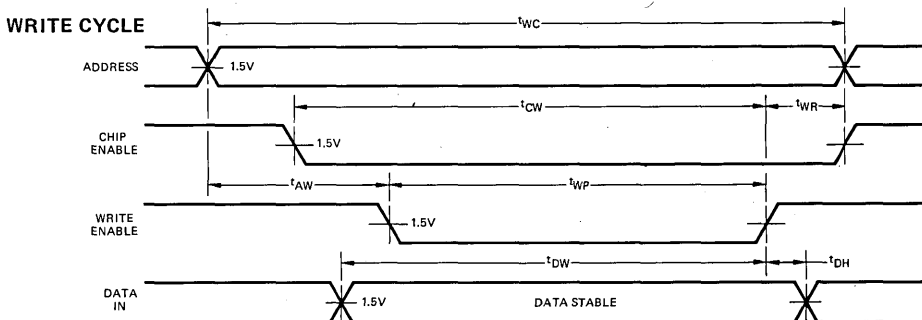 WRITE CYCLE
tWC
ADDRESS
1.5V
tCW
tWR
CHIP
ENABLE
1.5V
tAW
tWP
WRITE
ENABLE
1.5V
tDW
tDH
DATA
IN
1.5V
DATA STABLE